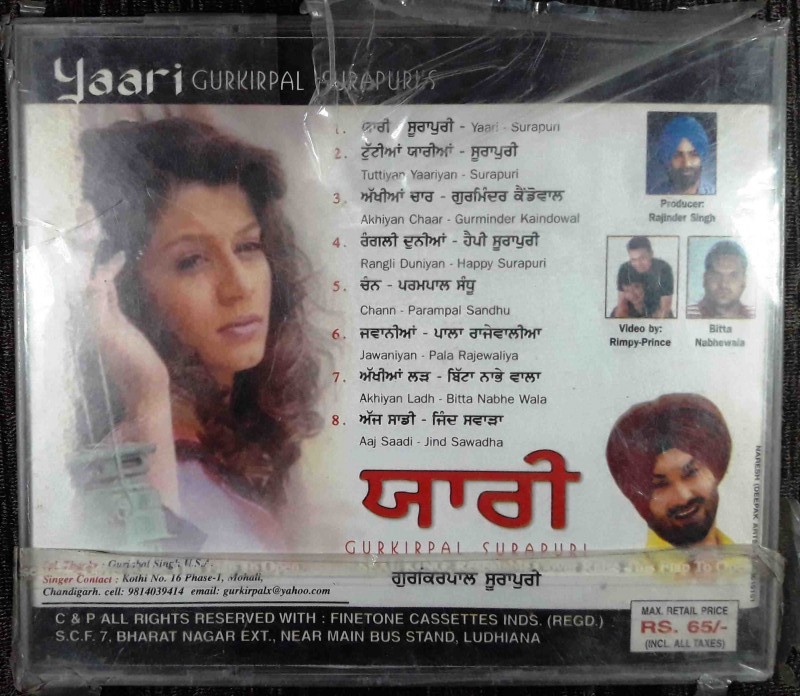 Yaari GURKIRPAL SURAPURI'S
1. ਯਾਰੀ - ਸੂਰਾਪੁਰੀ - Yaari - Surapuri
2. ਟੁੱਟੀਆਂ ਯਾਰੀਆਂ - ਸੂਰਾਪੁਰੀ
Tuttiyan Yaariyan - Surapuri
3. ਅੱਖੀਆਂ ਚਾਰ - ਗੁਰਮਿੰਦਰ ਕੈਂਡੋਵਾਲ
Akhiyan Chaar - Gurminder Kaindowal
4. ਰੰਗਲੀ ਦੁਨੀਆਂ - ਹੈਪੀ ਸੂਰਾਪੁਰੀ
Rangli Duniyan - Happy Surapuri
5. ਚੰਨ - ਪਰਮਪਾਲ ਸੰਧੂ
Chann - Parampal Sandhu
6. ਜਵਾਨੀਆਂ - ਪਾਲਾ ਰਾਜੇਵਾਲੀਆ
Jawaniyan - Pala Rajewaliya
7. ਅੱਖੀਆਂ ਲੜ - ਬਿੱਟਾ ਨਾਭੇ ਵਾਲਾ
Akhiyan Ladh - Bitta Nabhe Wala
8. ਅੱਜ ਸਾਡੀ - ਜਿੰਦ ਸਵਾੜਾ
Aaj Saadi - Jind Sawadha
Producer:
Rajinder Singh
Video by:
Rimpy-Prince
Bitta
Nabhewala
ਯਾਰੀ
GURKIRPAL SURAPURI
ਗੁਰਕਿਰਪਾਲ ਸੂਰਾਪੁਰੀ
Singh U.S.A
Singer Contact : Kothi No. 16 Phase-1, Mohali,
Chandigarh. cell: 9814039414 email: gurkirpalx@yahoo.com
C & P ALL RIGHTS RESERVED WITH : FINETONE CASSETTES INDS. (REGD.)
S.C.F. 7, BHARAT NAGAR EXT., NEAR MAIN BUS STAND, LUDHIANA
MAX. RETAIL PRICE
RS. 65/-
(INCL. ALL TAXES)
NARESH (DEEPAK